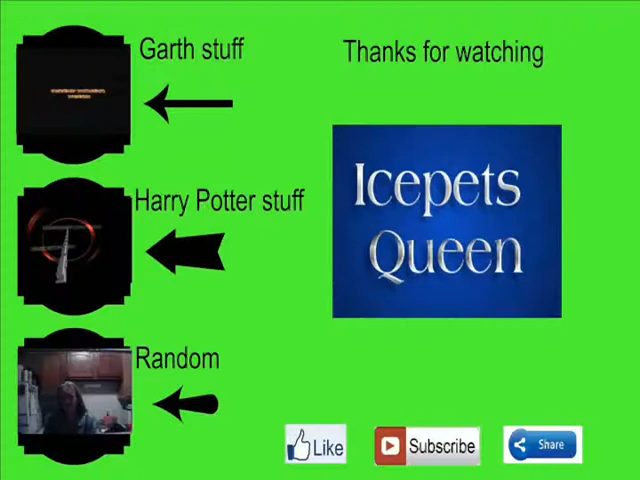 Garth stuff
Thanks for watching
Harry Potter stuff
Icepets
Queen
Random
Like
Subscribe
Share